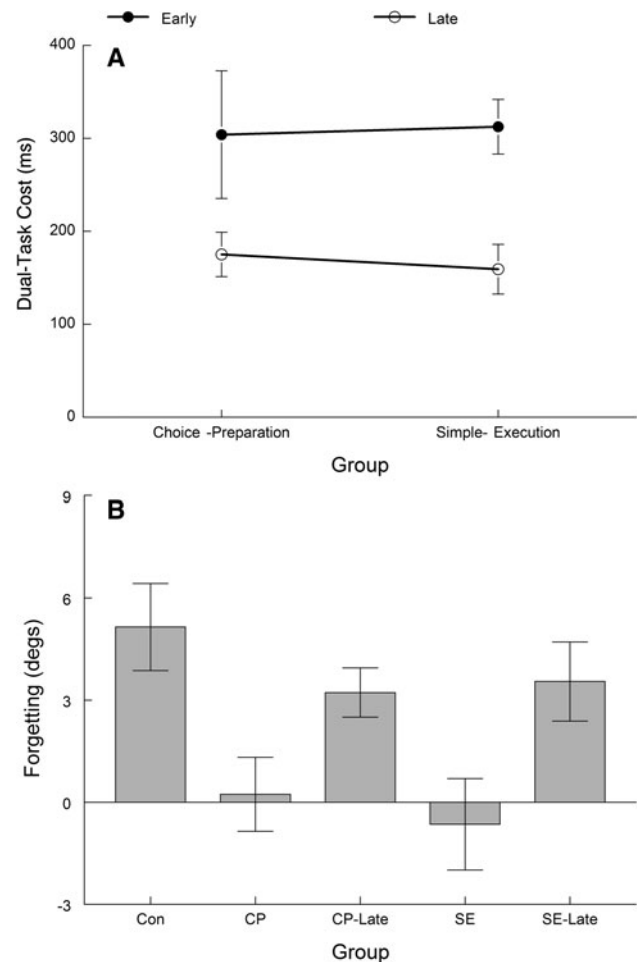 Early Late
A
400
300
200
100
0
Dual-Task Cost (ms)
Choice -Preparation Simple- Execution
Group
B
9
6
3
0
-3
Forgetting (degs)
Con CP CP-Late SE SE-Late
Group